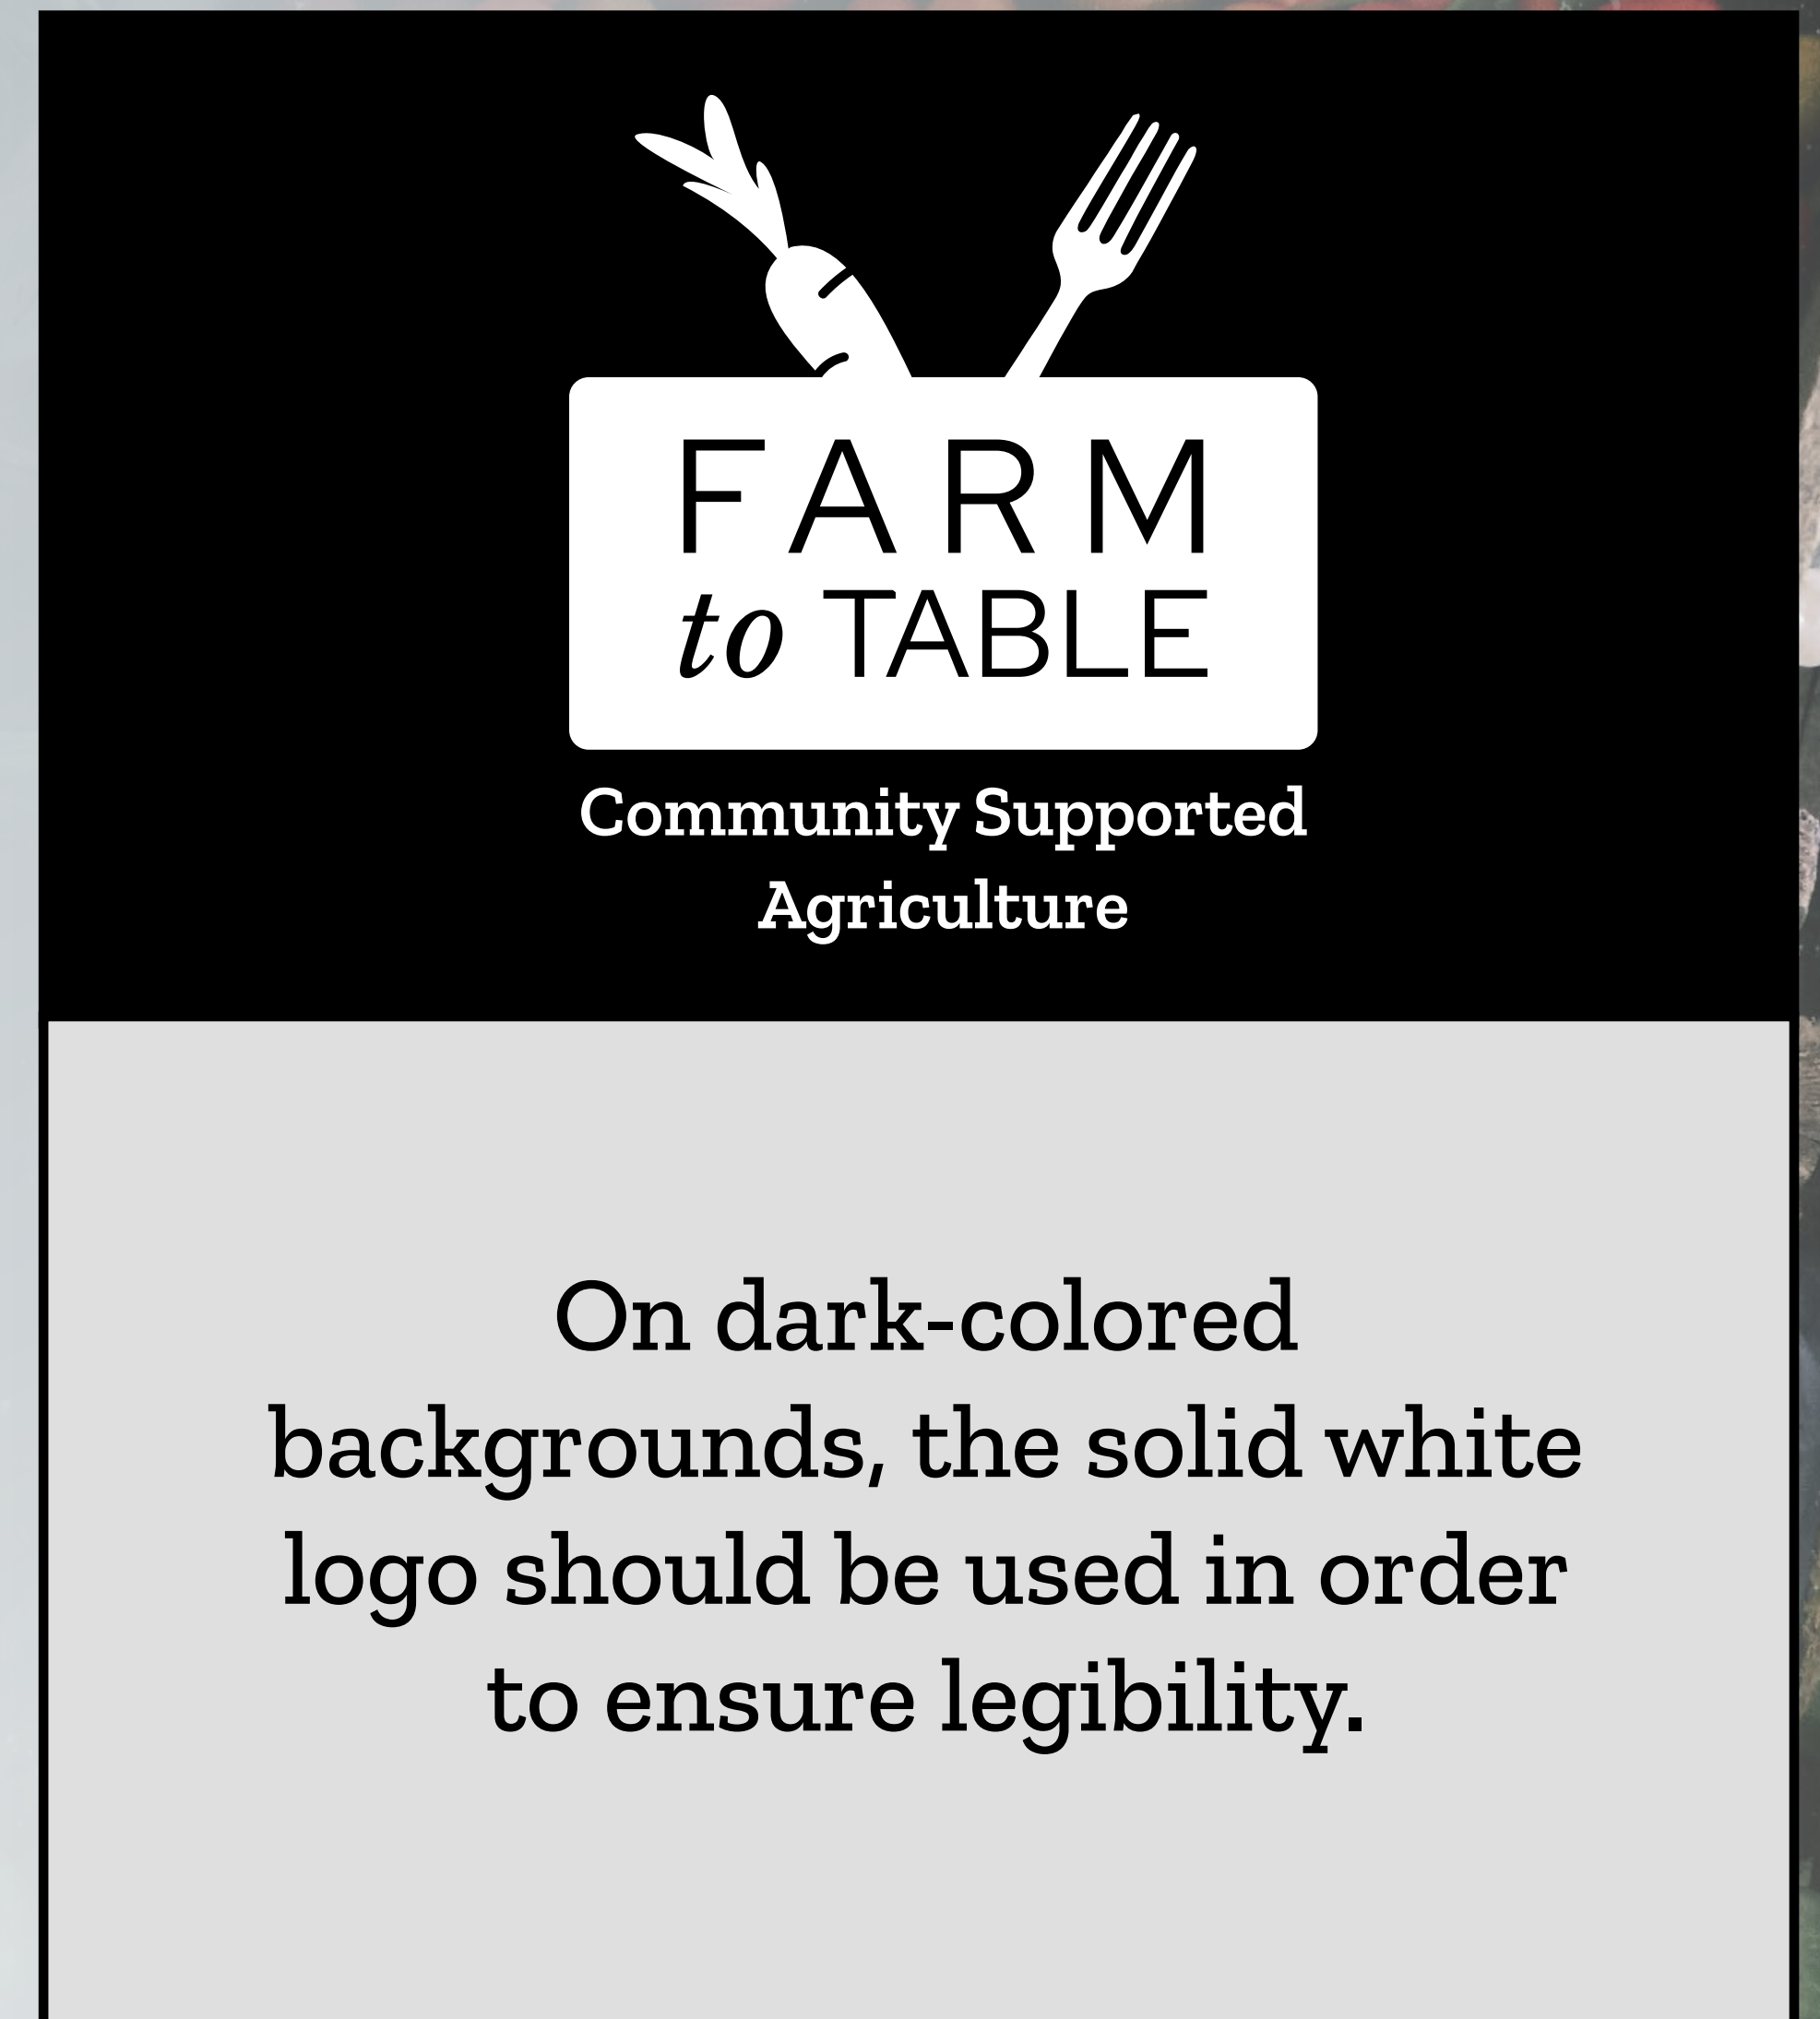 FARM
to TABLE
Community Supported
Agriculture
On dark-colored
backgrounds, the solid white
logo should be used in order
to ensure legibility.